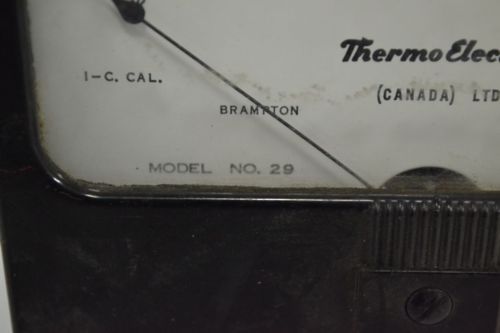 Thermo Elec
I-C. CAL.
(CANADA) LTD
BRAMPTON
MODEL NO. 29